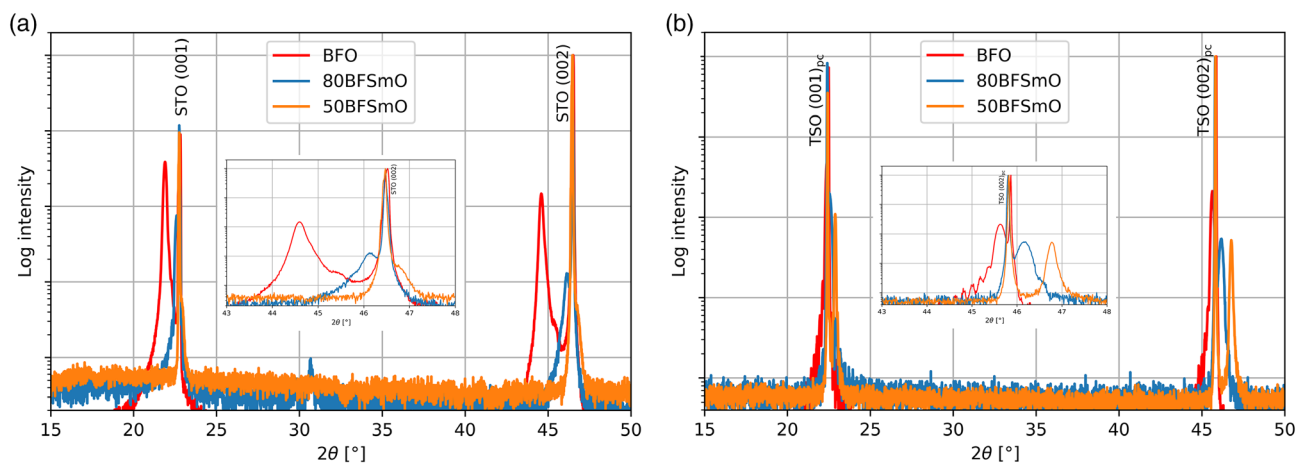 (a)
STO (001)
STO (002)
BFO
80BFSmO
50BFSmO
Log intensity
STO (002)
43 44 45 46 47 48
2θ [°]
15 20 25 30 35 40 45 50
2θ [°]
(b)
TSO (001)pc
TSO (002)pc
BFO
80BFSmO
50BFSmO
Log intensity
TSO (002)pc
43 44 45 46 47 48
2θ [°]
15 20 25 30 35 40 45 50
2θ [°]